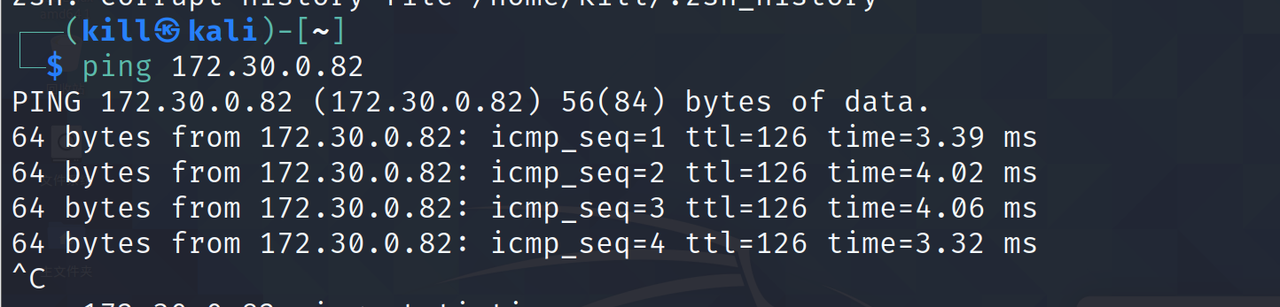 zsh: corrupt history file /home/kill/.zsh_history
(kill㉿kali)-[~]
$ ping 172.30.0.82
PING 172.30.0.82 (172.30.0.82) 56(84) bytes of data.
64 bytes from 172.30.0.82: icmp_seq=1 ttl=126 time=3.39 ms
64 bytes from 172.30.0.82: icmp_seq=2 ttl=126 time=4.02 ms
64 bytes from 172.30.0.82: icmp_seq=3 ttl=126 time=4.06 ms
64 bytes from 172.30.0.82: icmp_seq=4 ttl=126 time=3.32 ms
^C